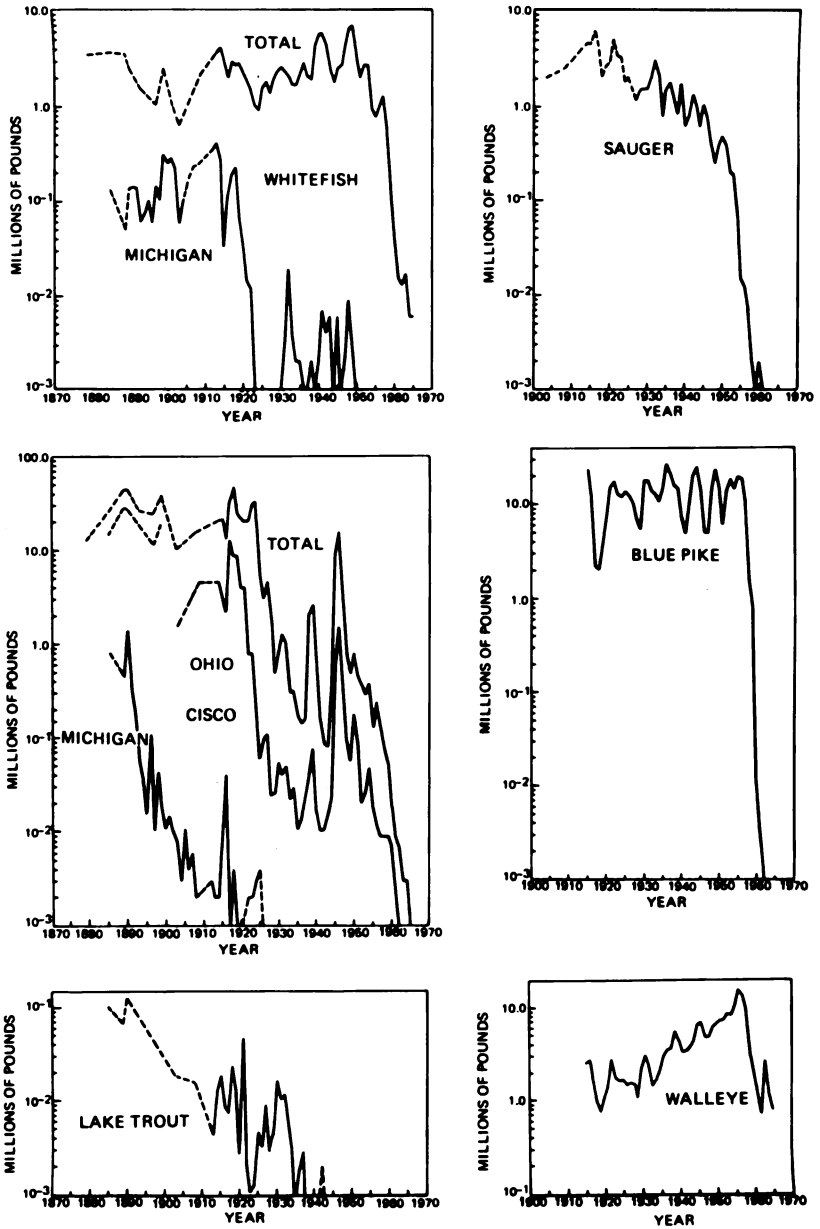 10.0
1.0
10⁻¹
10⁻²
10⁻³
MILLIONS OF POUNDS
TOTAL
WHITEFISH
MICHIGAN
1870 1880 1890 1900 1910 1920 1930 1940 1950 1960 1970
YEAR
10.0
1.0
10⁻¹
10⁻²
10⁻³
MILLIONS OF POUNDS
SAUGER
1900 1910 1920 1930 1940 1950 1960 1970
YEAR
100.0
10.0
1.0
10⁻¹
10⁻²
10⁻³
MILLIONS OF POUNDS
TOTAL
OHIO
CISCO
MICHIGAN
1870 1880 1890 1900 1910 1920 1930 1940 1950 1960 1970
YEAR
10.0
1.0
10⁻¹
10⁻²
10⁻³
MILLIONS OF POUNDS
BLUE PIKE
1900 1910 1920 1930 1940 1950 1960 1970
YEAR
10⁻¹
10⁻²
10⁻³
MILLIONS OF POUNDS
LAKE TROUT
1870 1880 1890 1900 1910 1920 1930 1940 1950 1960 1970
YEAR
10.0
1.0
10⁻¹
MILLIONS OF POUNDS
WALLEYE
1900 1910 1920 1930 1940 1950 1960 1970
YEAR